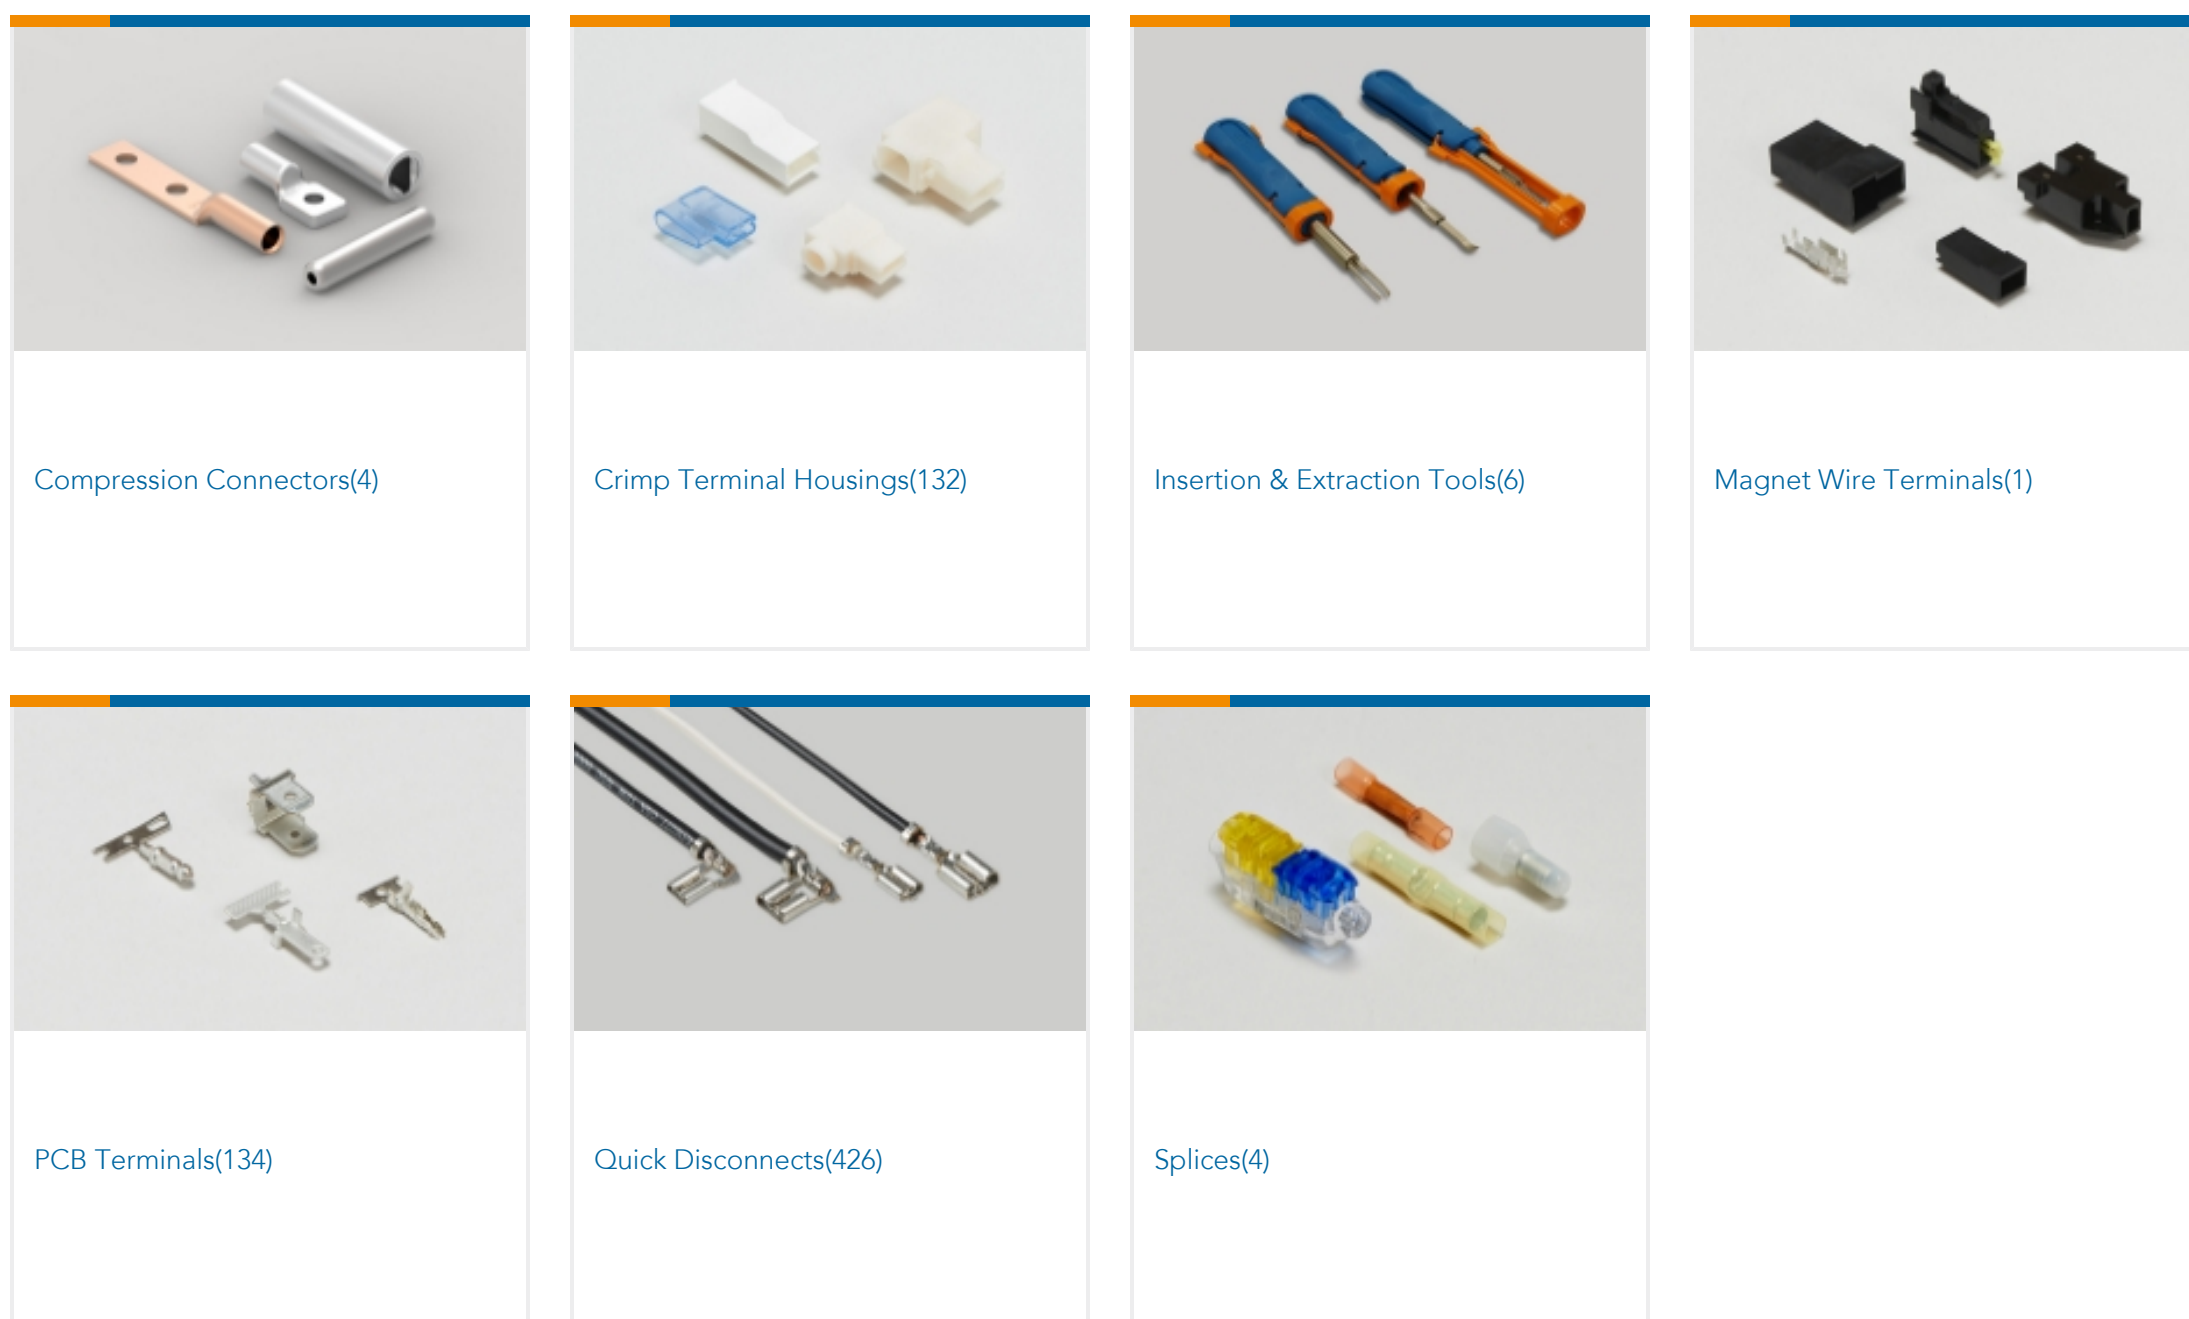 Compression Connectors(4)
Crimp Terminal Housings(132)
Insertion & Extraction Tools(6)
Magnet Wire Terminals(1)
PCB Terminals(134)
Quick Disconnects(426)
Splices(4)